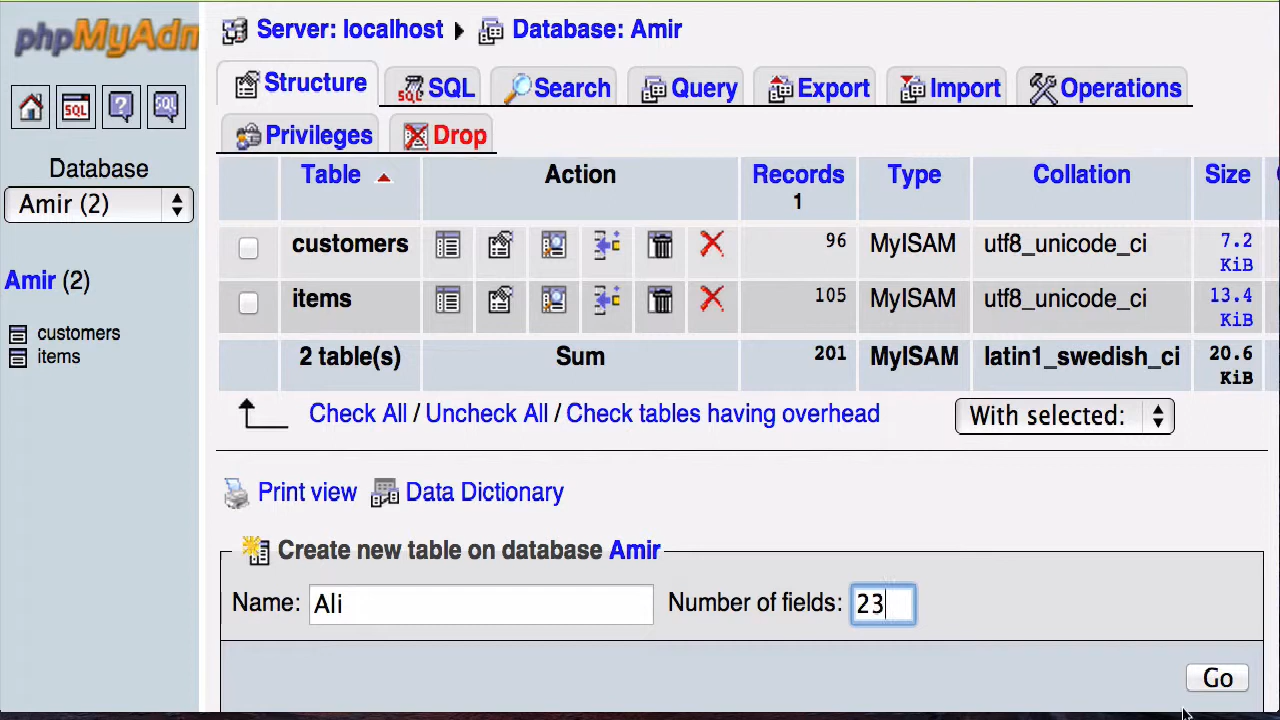 phpMyAdm
Server: localhost Database: Amir
Structure SQL Search Query Export Import Operations
Privileges Drop
SQL ? SQL
Database
Amir (2)
Amir (2)
customers
items
Table Action Records 1 Type Collation Size
customers 96 MyISAM utf8_unicode_ci 7.2 KiB
items 105 MyISAM utf8_unicode_ci 13.4 KiB
2 table(s) Sum 201 MyISAM latin1_swedish_ci 20.6 KiB
Check All / Uncheck All / Check tables having overhead With selected:
Print view Data Dictionary
Create new table on database Amir
Name: Ali Number of fields: 23
Go